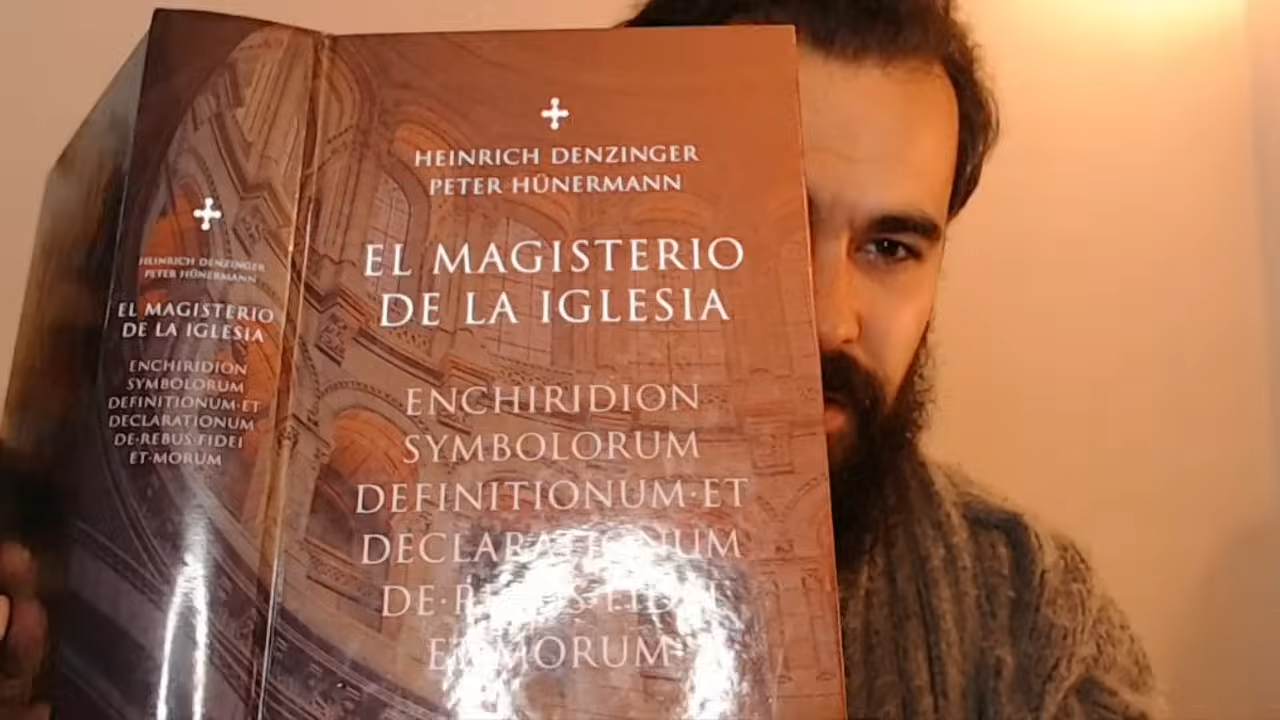 HEINRICH DENZINGER
PETER HÜNERMANN
EL MAGISTERIO
DE LA IGLESIA
ENCHIRIDION
SYMBOLORUM
DEFINITIONUM·ET
DECLARATIONUM
DE·REBUS·FIDEI
ET·MORUM
HEINRICH DENZINGER
PETER HÜNERMANN
EL MAGISTERIO
DE LA IGLESIA
ENCHIRIDION
SYMBOLORUM
DEFINITIONUM·ET
DECLARATIONUM
DE·REBUS·FIDEI
ET·MORUM